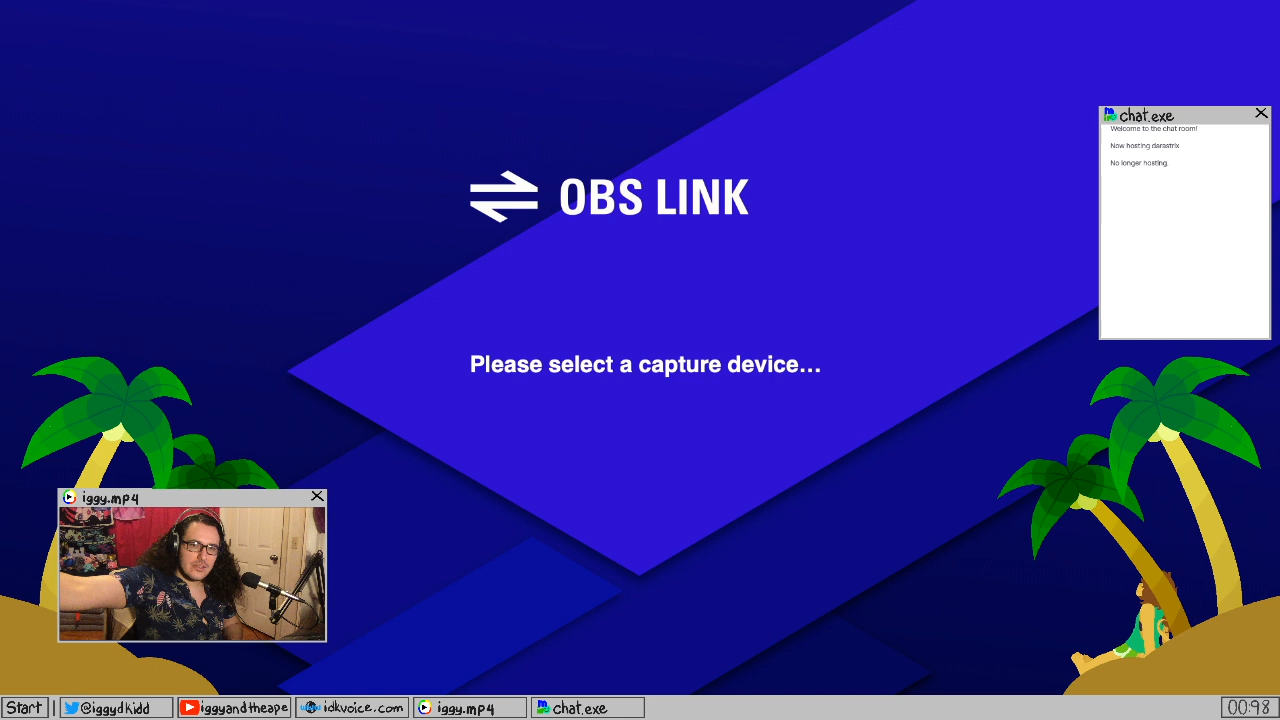 chat.exe
Welcome to the chat room!
Now hosting darastrix
No longer hosting.
OBS LINK
Please select a capture device...
iggy.mp4
Start | @iggydkidd iggyandtheape idkvoice.com iggy.mp4 chat.exe 00:98